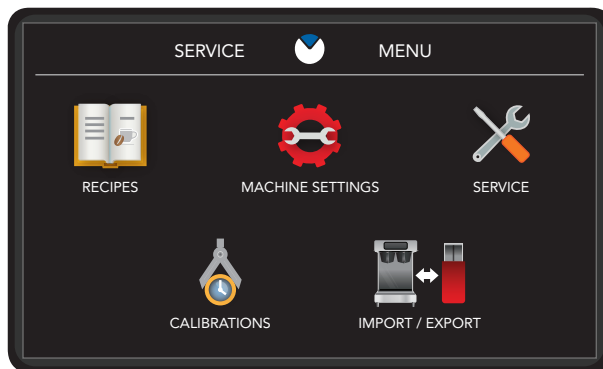 SERVICE MENU
RECIPES
MACHINE SETTINGS
SERVICE
CALIBRATIONS
IMPORT / EXPORT